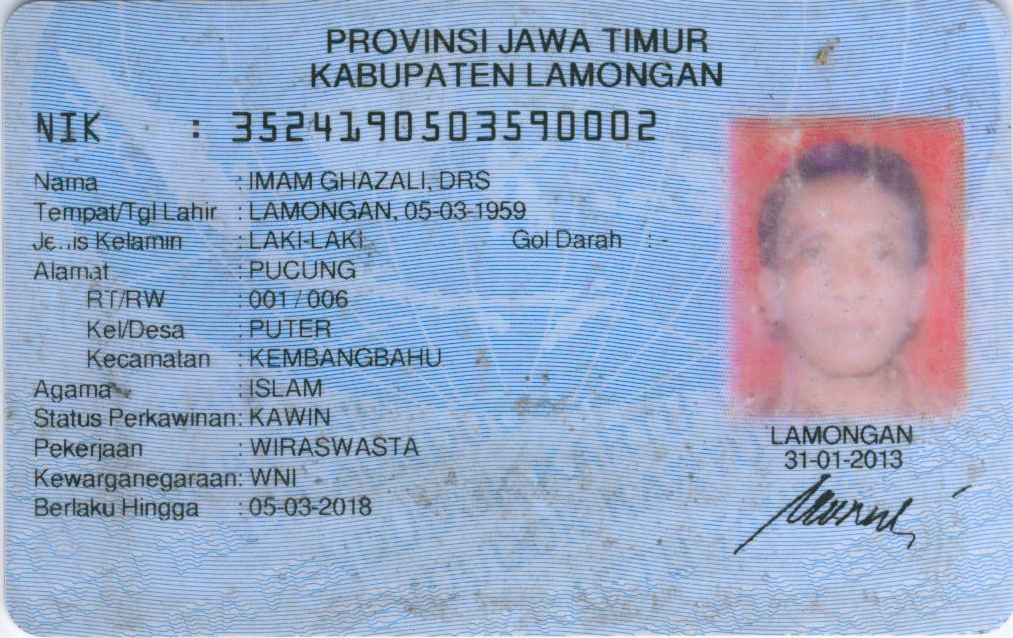 PROVINSI JAWA TIMUR
KABUPATEN LAMONGAN
NIK : 3524190503590002
Nama : IMAM GHAZALI, DRS
Tempat/Tgl Lahir : LAMONGAN, 05-03-1959
Jenis Kelamin : LAKI-LAKI Gol Darah : -
Alamat : PUCUNG
RT/RW : 001 / 006
Kel/Desa : PUTER
Kecamatan : KEMBANGBAHU
Agama : ISLAM
Status Perkawinan: KAWIN
Pekerjaan : WIRASWASTA
Kewarganegaraan: WNI
Berlaku Hingga : 05-03-2018
LAMONGAN
31-01-2013